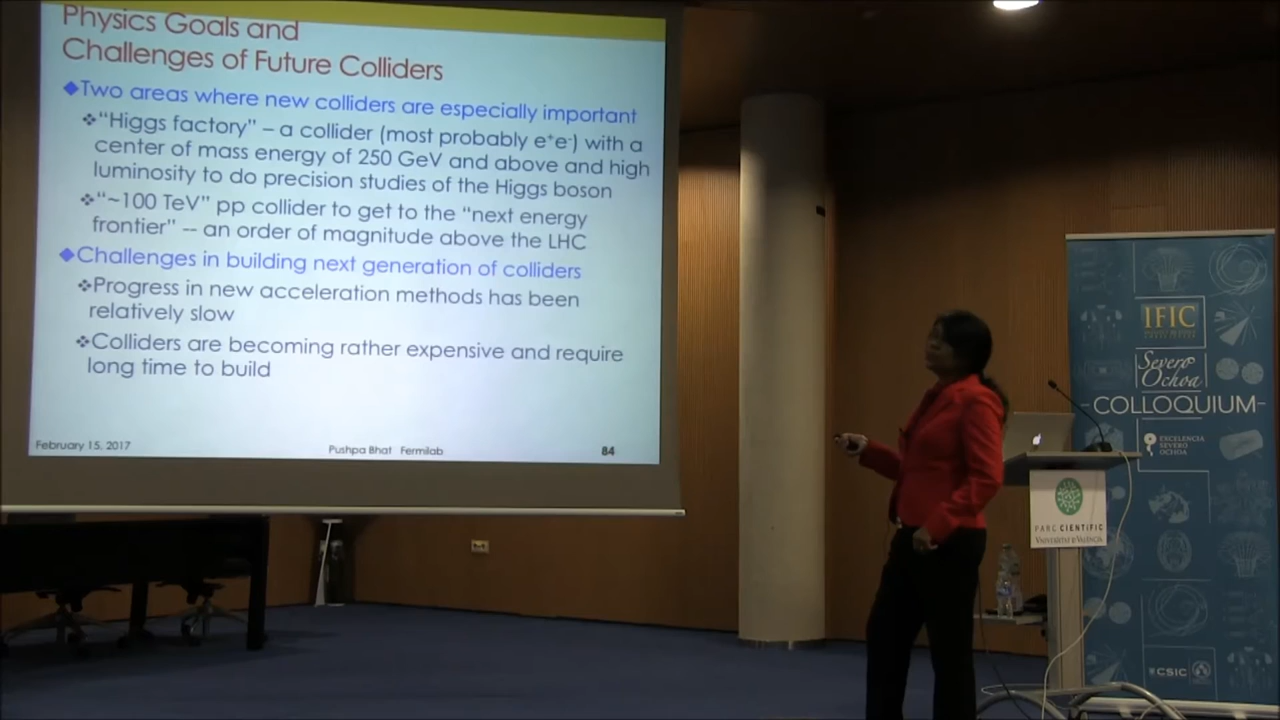 Physics Goals and
Challenges of Future Colliders
Two areas where new colliders are especially important
"Higgs factory" – a collider (most probably e⁺e⁻) with a
center of mass energy of 250 GeV and above and high
luminosity to do precision studies of the Higgs boson
"~100 TeV" pp collider to get to the "next energy
frontier" -- an order of magnitude above the LHC
Challenges in building next generation of colliders
Progress in new acceleration methods has been
relatively slow
Colliders are becoming rather expensive and require
long time to build
February 15, 2017
Pushpa Bhat Fermilab
84
IFIC
Severo
Ochoa
-COLLOQUIUM-
EXCELENCIA
SEVERO
OCHOA
PARC CIENTÍFIC
UNIVERSITAT DE VALÈNCIA
CSIC